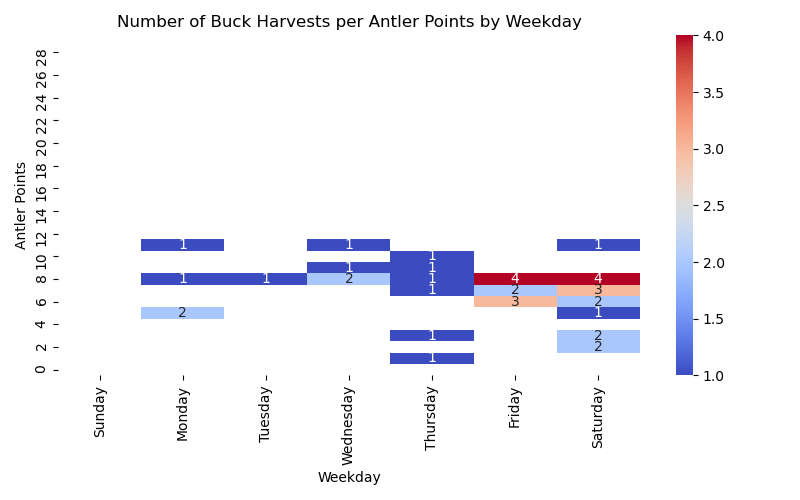 Number of Buck Harvests per Antler Points by Weekday
Antler Points
28
26
24
22
20
18
16
14
12
10
8
6
4
2
0
1 1 1
1
1 1
1 1 2 1 4 4
1 2 3
3 2
2 1
1 2
2
1
Sunday
Monday
Tuesday
Wednesday
Thursday
Friday
Saturday
Weekday
4.0
3.5
3.0
2.5
2.0
1.5
1.0